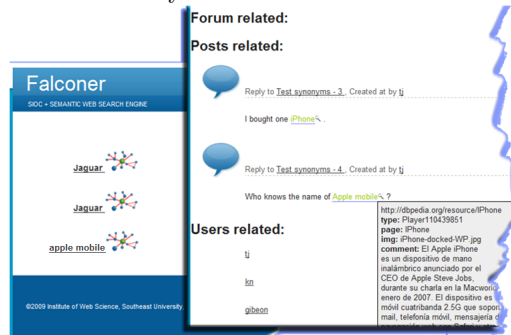 Falconer
SIOC + SEMANTIC WEB SEARCH ENGINE
Jaguar
Jaguar
apple mobile
©2009 Institute of Web Science, Southeast University.
Forum related:
Posts related:
Reply to Test synonyms - 3 , Created at by tj
I bought one iPhone .
Reply to Test synonyms - 4 , Created at by tj
Who knows the name of Apple mobile ?
Users related:
tj
kn
gibeon
http://dbpedia.org/resource/IPhone
type: Player110439851
page: IPhone
img: iPhone-docked-WP.jpg
comment: El Apple iPhone
es un dispositivo de mano
inalámbrico anunciado por el
CEO de Apple Steve Jobs,
durante su charla en la Macworld
enero de 2007. El dispositivo es
móvil cuatribanda 2.5G que sopor
mail, telefonía móvil, mensajería